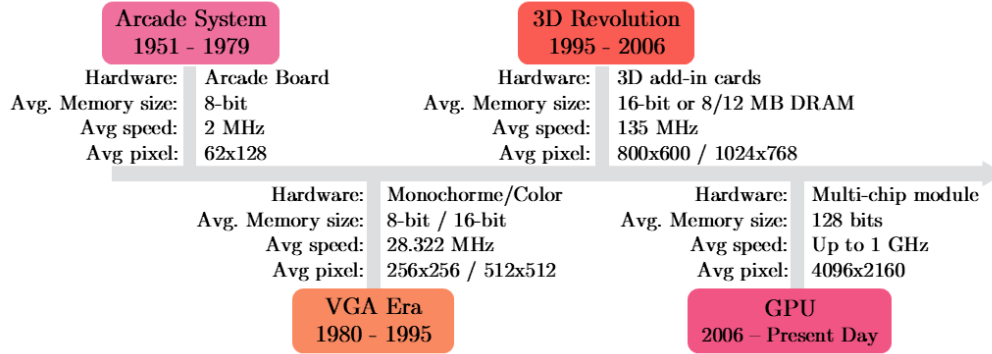 Arcade System
1951 - 1979
Hardware: Arcade Board
Avg. Memory size: 8-bit
Avg speed: 2 MHz
Avg pixel: 62x128
3D Revolution
1995 - 2006
Hardware: 3D add-in cards
Avg. Memory size: 16-bit or 8/12 MB DRAM
Avg speed: 135 MHz
Avg pixel: 800x600 / 1024x768
Hardware: Monochorme/Color
Avg. Memory size: 8-bit / 16-bit
Avg speed: 28.322 MHz
Avg pixel: 256x256 / 512x512
VGA Era
1980 - 1995
Hardware: Multi-chip module
Avg. Memory size: 128 bits
Avg speed: Up to 1 GHz
Avg pixel: 4096x2160
GPU
2006 – Present Day